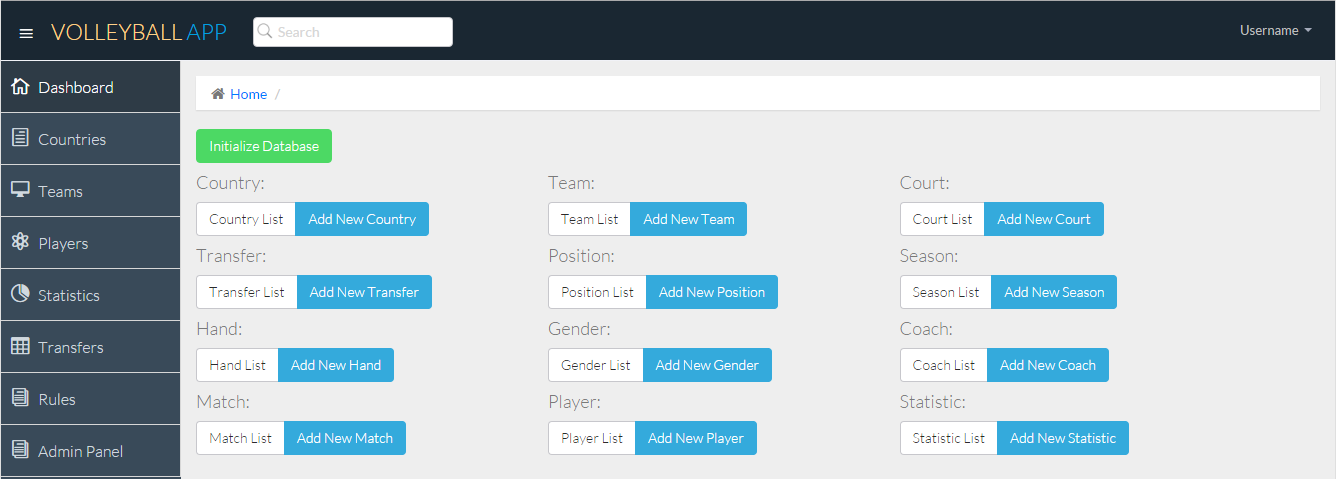 VOLLEYBALL APP
Search
Username
Dashboard
Countries
Teams
Players
Statistics
Transfers
Rules
Admin Panel
Home /
Initialize Database
Country: Team: Court:
Country List Add New Country Team List Add New Team Court List Add New Court
Transfer: Position: Season:
Transfer List Add New Transfer Position List Add New Position Season List Add New Season
Hand: Gender: Coach:
Hand List Add New Hand Gender List Add New Gender Coach List Add New Coach
Match: Player: Statistic:
Match List Add New Match Player List Add New Player Statistic List Add New Statistic